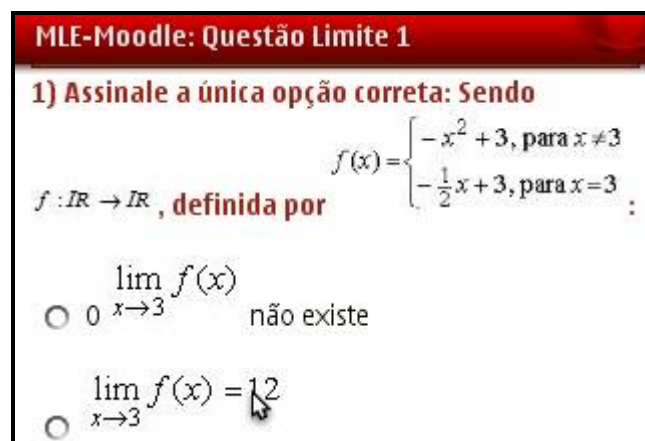 MLE-Moodle: Questão Limite 1
1) Assinale a única opção correta: Sendo
f : IR → IR , definida por f(x) = { −x² + 3, para x ≠ 3
−½x + 3, para x = 3 :
0 lim x→3 f(x) não existe
lim x→3 f(x) = 12